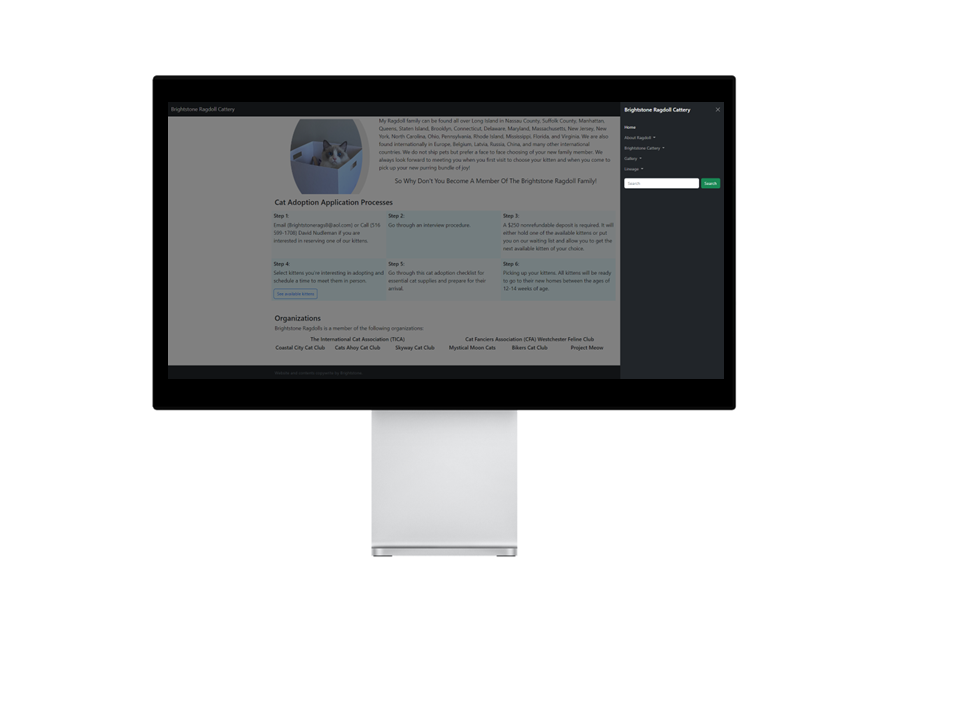 Brightstone Ragdoll Cattery
My Ragdoll family can be found all over Long Island in Nassau County, Suffolk County, Manhattan,
Queens, Staten Island, Brooklyn, Connecticut, Delaware, Maryland, Massachusetts, New Jersey, New
York, North Carolina, Ohio, Pennsylvania, Rhode Island, Mississippi, Florida, and Virginia. We are also
found internationally in Europe, Belgium, Latvia, Russia, China, and many other international
countries. We do not ship pets but prefer a face to face choosing of your new family member; We
always look forward to meeting you when you first visit to choose your kitten and when you come to
pick up your new purring bundle of joy!
So Why Don't You Become A Member Of The Brightstone Ragdoll Family!
Cat Adoption Application Processes
Step 1:
Email (Brightstoneragdll@aol.com) or Call (516
599-1708) David Nudleman if you are
interested in reserving one of our kittens.
Step 2:
Go through an interview procedure.
Step 3:
A $250 nonrefundable deposit is required. It will
either hold one of the available kittens or put
you on our waiting list and allow you to get the
next available kitten of your choice.
Step 4:
Select kittens you're interesting in adopting and
schedule a time to meet them in person.
See available kittens
Step 5:
Go through this cat adoption checklist for
essential cat supplies and prepare for their
arrival.
Step 6:
Picking up your kittens. All kittens will be ready
to go to their new homes between the ages of
12-14 weeks of age.
Organizations
Brightstone Ragdolls is a member of the following organizations:
The International Cat Association (TICA)
Coastal City Cat Club Cats Ahoy Cat Club Skyway Cat Club
Cat Fanciers Association (CFA) Westchester Feline Club
Mystical Moon Cats Bikers Cat Club Project Meow
Brightstone Ragdoll Cattery
Home
About Ragdoll
Brightstone Cattery
Gallery
Lineage
Search
Search